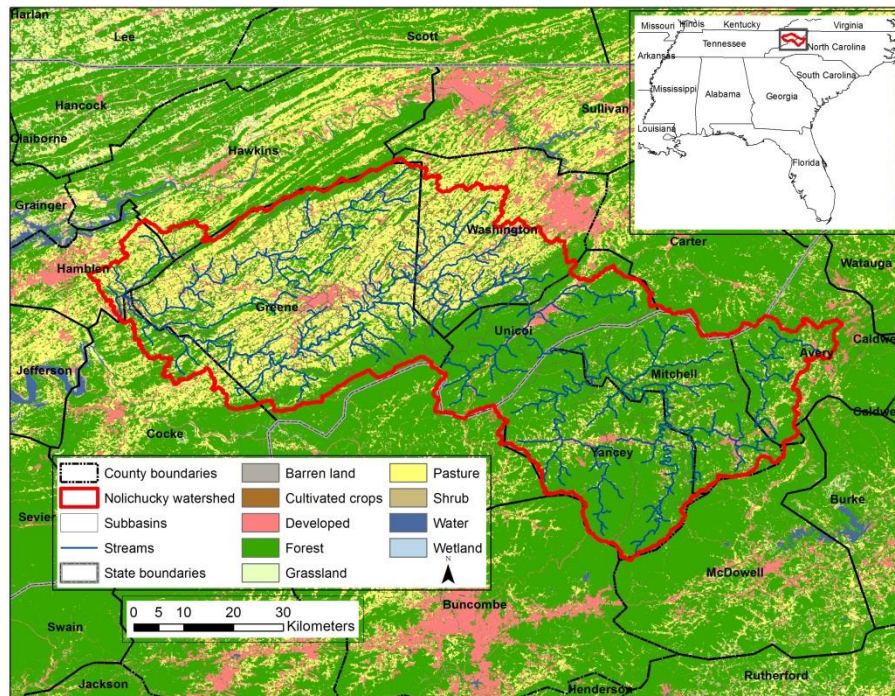 Harlan
Lee
Scott
Hancock
Claiborne
Hawkins
Sullivan
Grainger
Hamblen
Washington
Carter
Watauga
Greene
Unicoi
Jefferson
Mitchell
Avery
Caldwe
Caldwe
Cocke
Yancey
Burke
Sevier
McDowell
Buncombe
Swain
Jackson
Henderson
Rutherford
Missouri
Illinois
Kentucky
Virginia
Tennessee
North Carolina
Arkansas
South Carolina
Mississippi
Alabama
Georgia
Louisiana
Florida
County boundaries
Nolichucky watershed
Subbasins
Streams
State boundaries
Barren land
Cultivated crops
Developed
Forest
Grassland
Pasture
Shrub
Water
Wetland
N
0 5 10 20 30
Kilometers